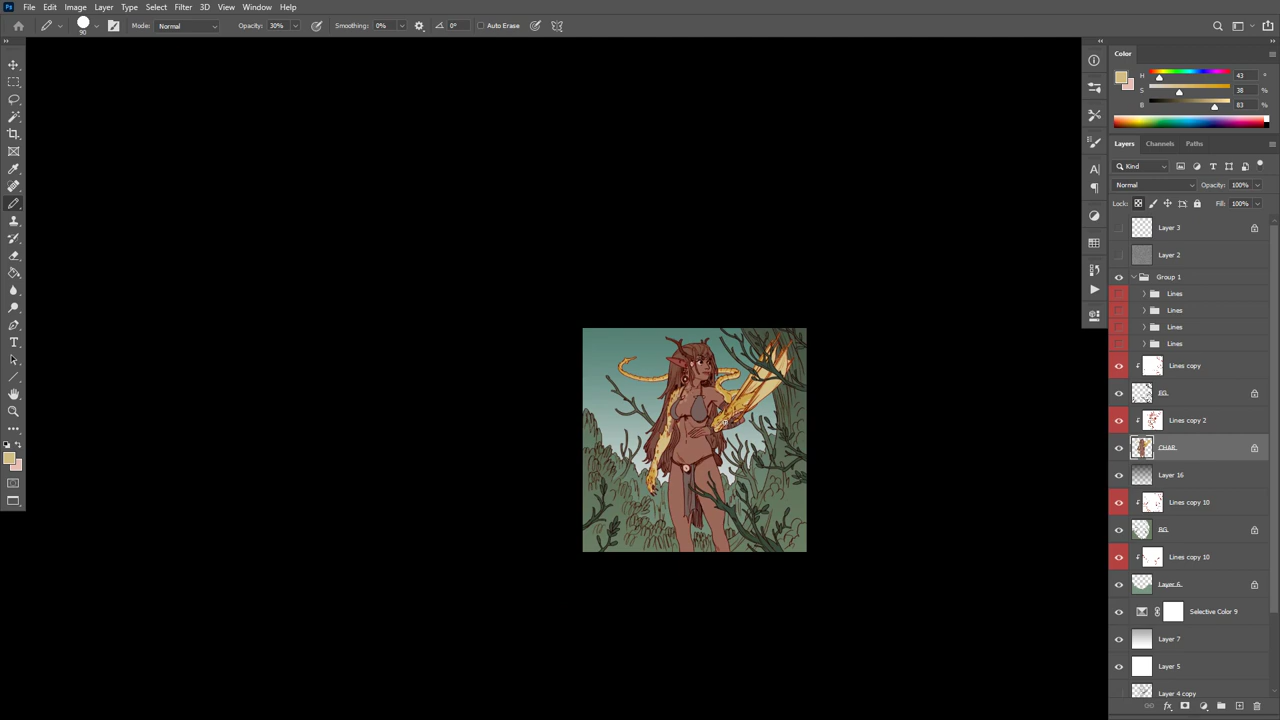 Ps File Edit Image Layer Type Select Filter 3D View Window Help
90 Mode: Normal Opacity: 30% Smoothing: 0% 0° Auto Erase
Color
H 43 °
S 38 %
B 83 %
Layers Channels Paths
Kind
Normal Opacity: 100%
Lock: Fill: 100%
Layer 3
Layer 2
Group 1
Lines
Lines
Lines
Lines
Lines copy
FG
Lines copy 2
CHAR
Layer 16
Lines copy 10
BG
Lines copy 10
Layer 6
Selective Color 9
Layer 7
Layer 5
Layer 4 copy